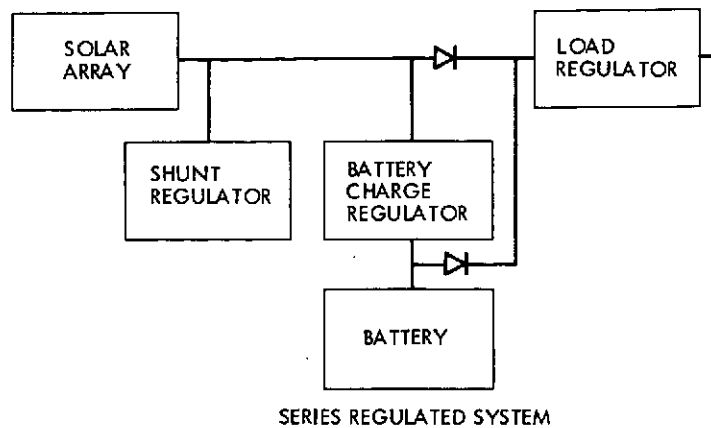 SOLAR
ARRAY
LOAD
REGULATOR
SHUNT
REGULATOR
BATTERY
CHARGE
REGULATOR
BATTERY
SERIES REGULATED SYSTEM